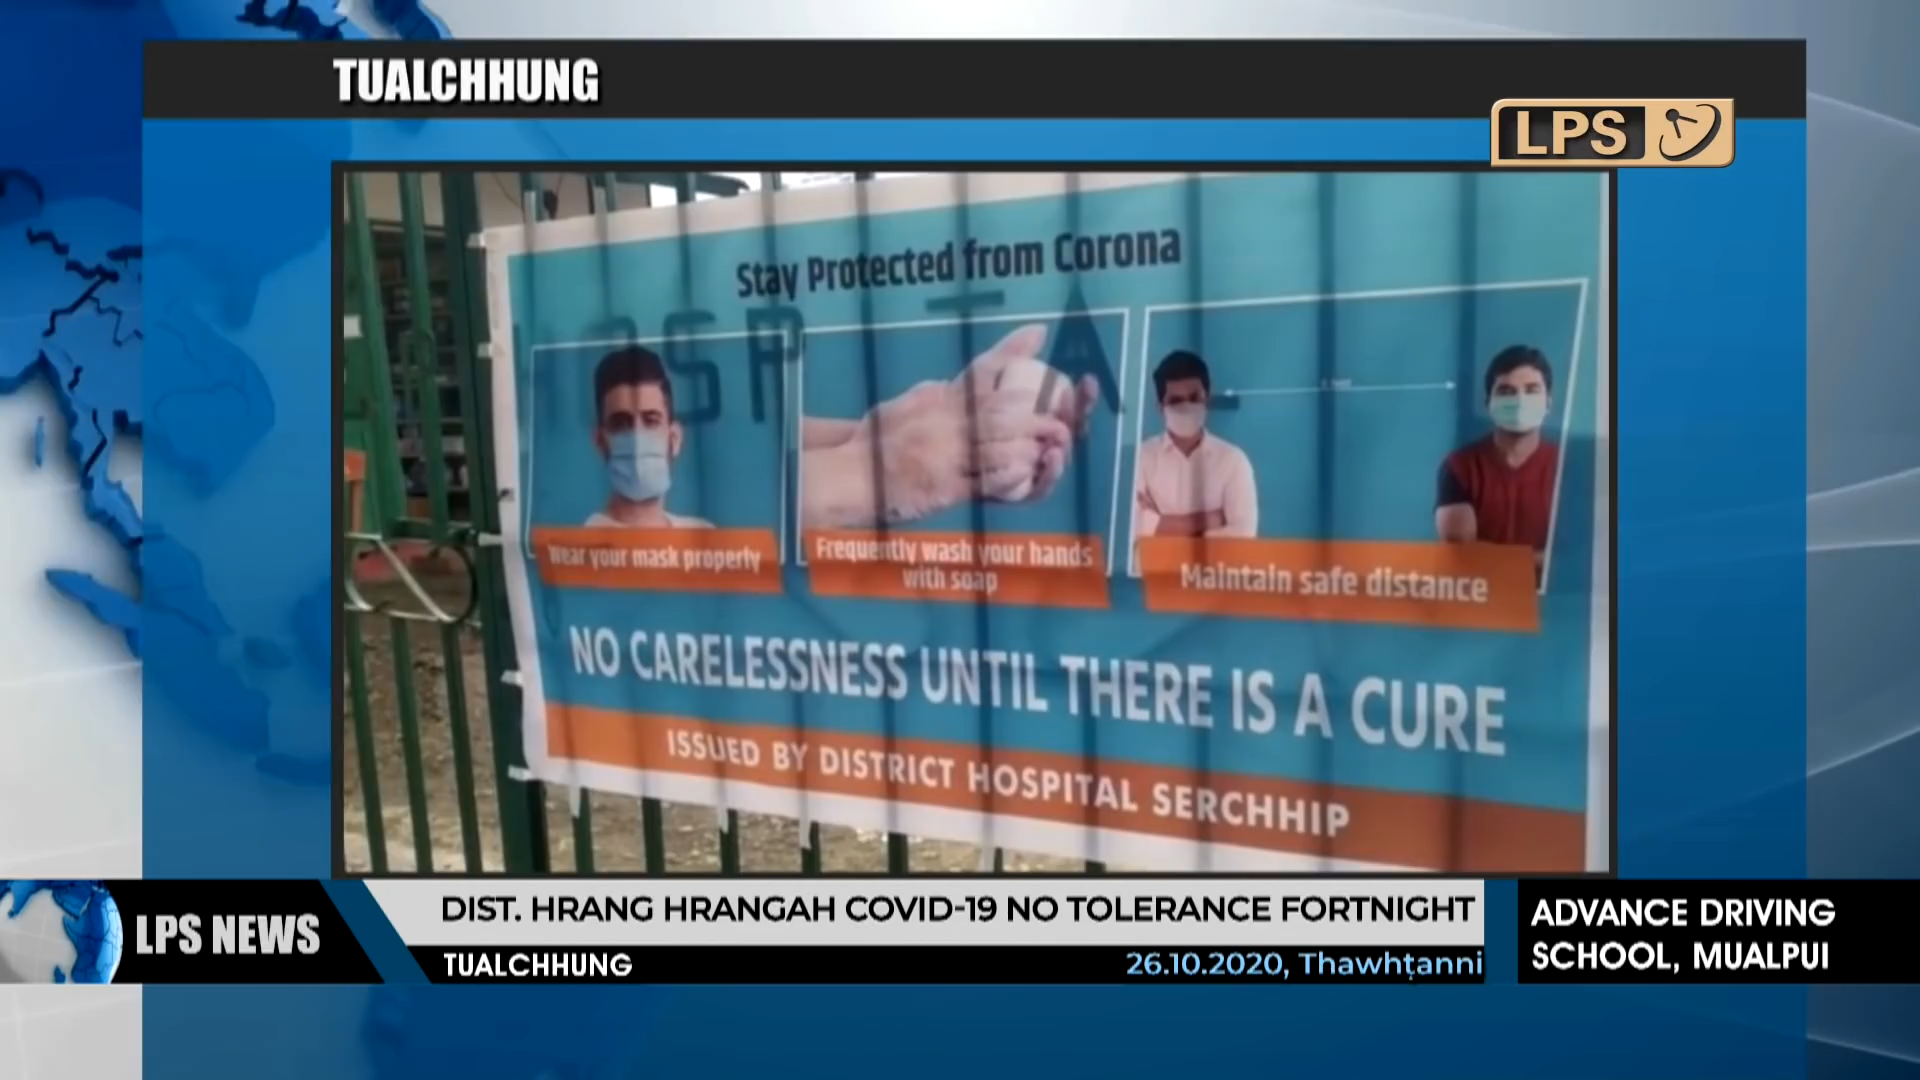 TUALCHHUNG
LPS
Stay Protected from Corona
HOSPITAL
Wear your mask properly
Frequently wash your hands
with soap
Maintain safe distance
NO CARELESSNESS UNTIL THERE IS A CURE
ISSUED BY DISTRICT HOSPITAL SERCHHIP
LPS NEWS
DIST. HRANG HRANGAH COVID-19 NO TOLERANCE FORTNIGHT
TUALCHHUNG
26.10.2020, Thawhṭanni
ADVANCE DRIVING
SCHOOL, MUALPUI